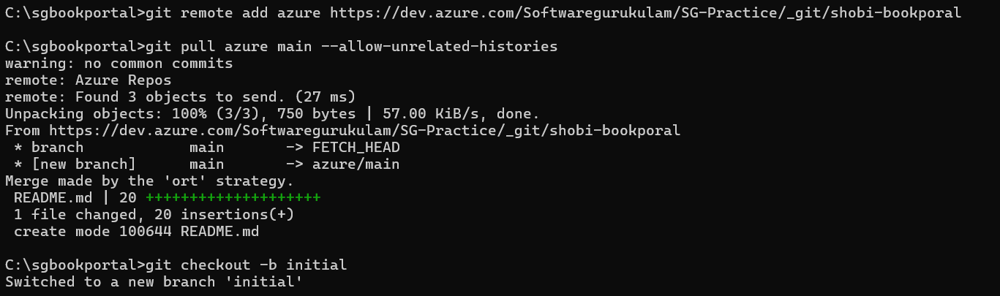 C:\sgbookportal>git remote add azure https://dev.azure.com/Softwaregurukulam/SG-Practice/_git/shobi-bookporal
C:\sgbookportal>git pull azure main --allow-unrelated-histories
warning: no common commits
remote: Azure Repos
remote: Found 3 objects to send. (27 ms)
Unpacking objects: 100% (3/3), 750 bytes | 57.00 KiB/s, done.
From https://dev.azure.com/Softwaregurukulam/SG-Practice/_git/shobi-bookporal
 * branch            main       -> FETCH_HEAD
 * [new branch]      main       -> azure/main
Merge made by the 'ort' strategy.
 README.md | 20 ++++++++++++++++++++
 1 file changed, 20 insertions(+)
 create mode 100644 README.md
C:\sgbookportal>git checkout -b initial
Switched to a new branch 'initial'